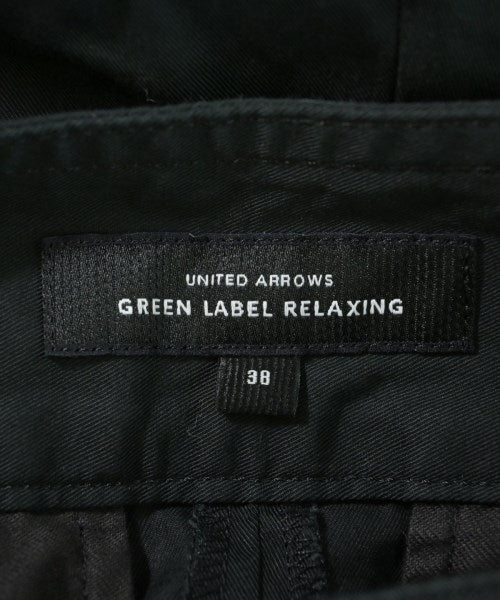 UNITED ARROWS
GREEN LABEL RELAXING
38